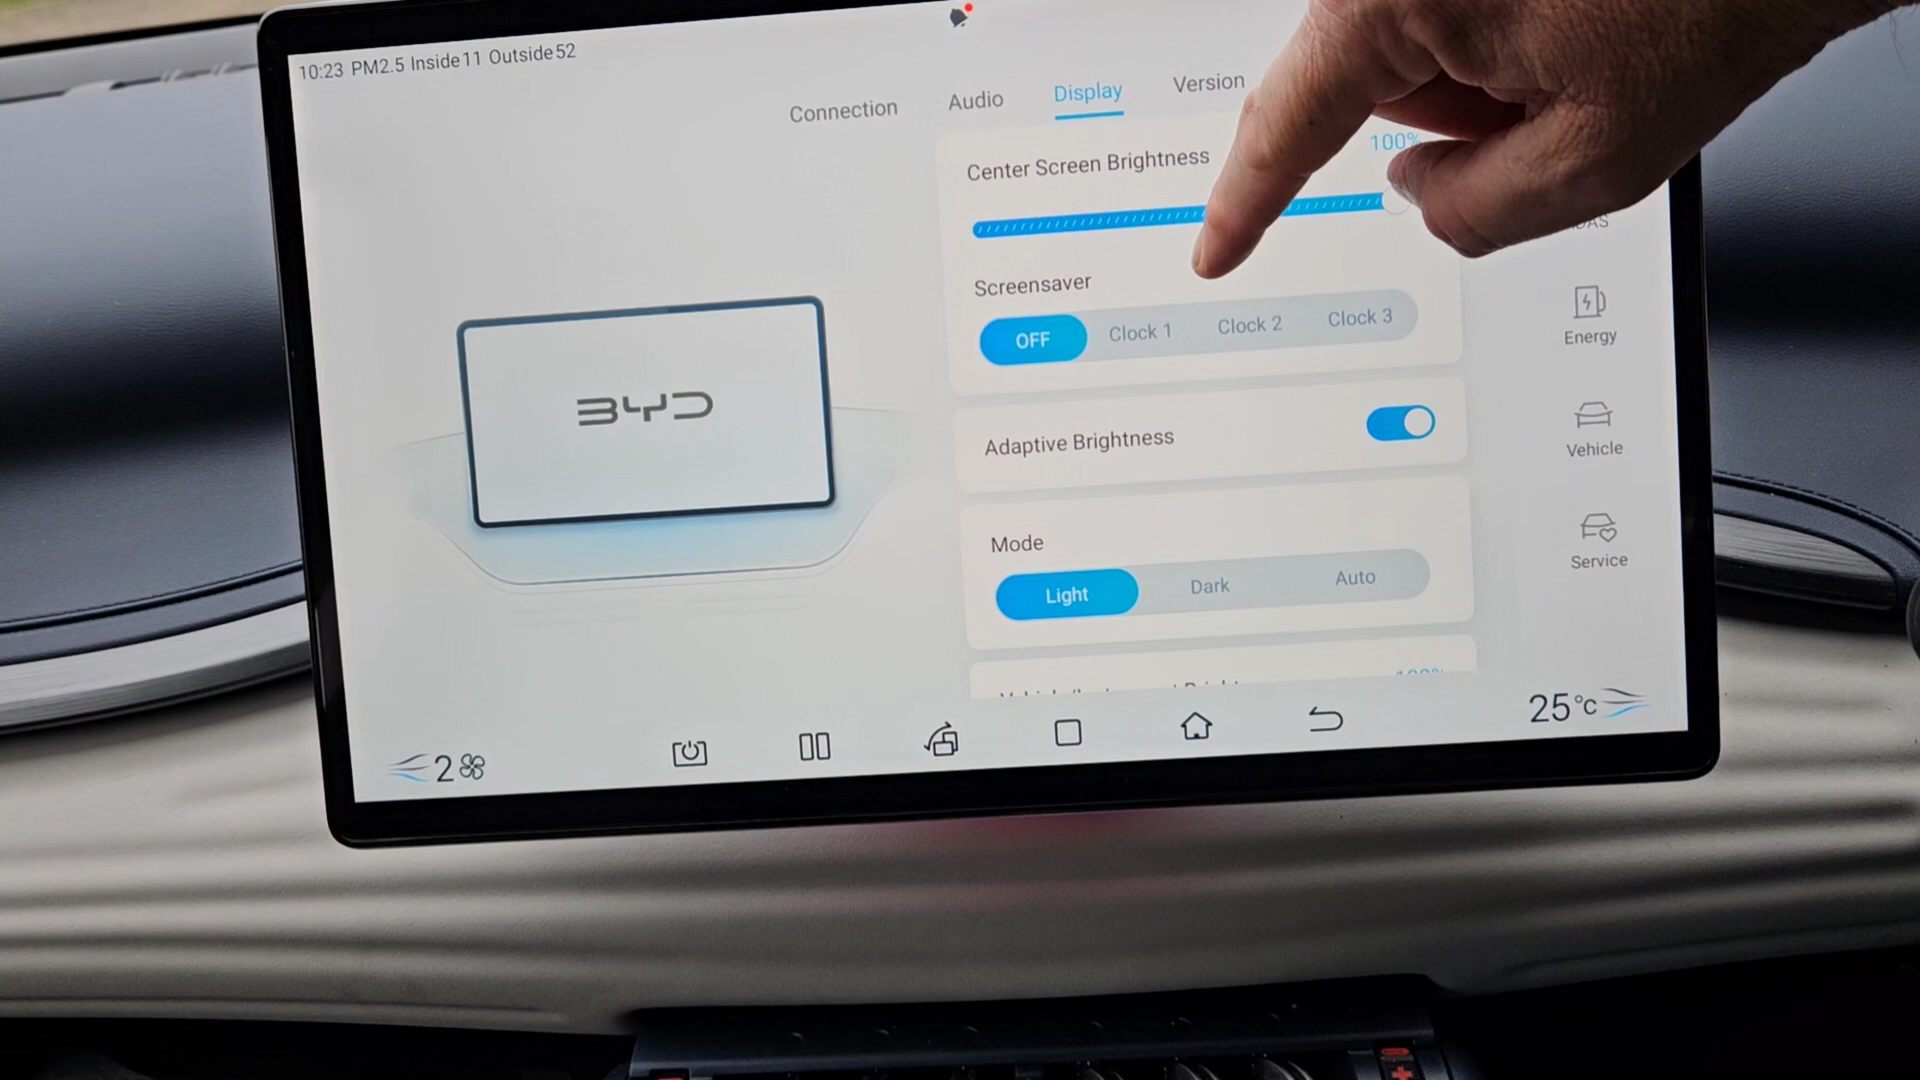 10:23 PM2.5 Inside 11 Outside 52
Connection Audio Display Version
Center Screen Brightness 100%
Screensaver
OFF Clock 1 Clock 2 Clock 3
Adaptive Brightness
Mode
Light Dark Auto
BYD
Energy
Vehicle
Service
2
25°C